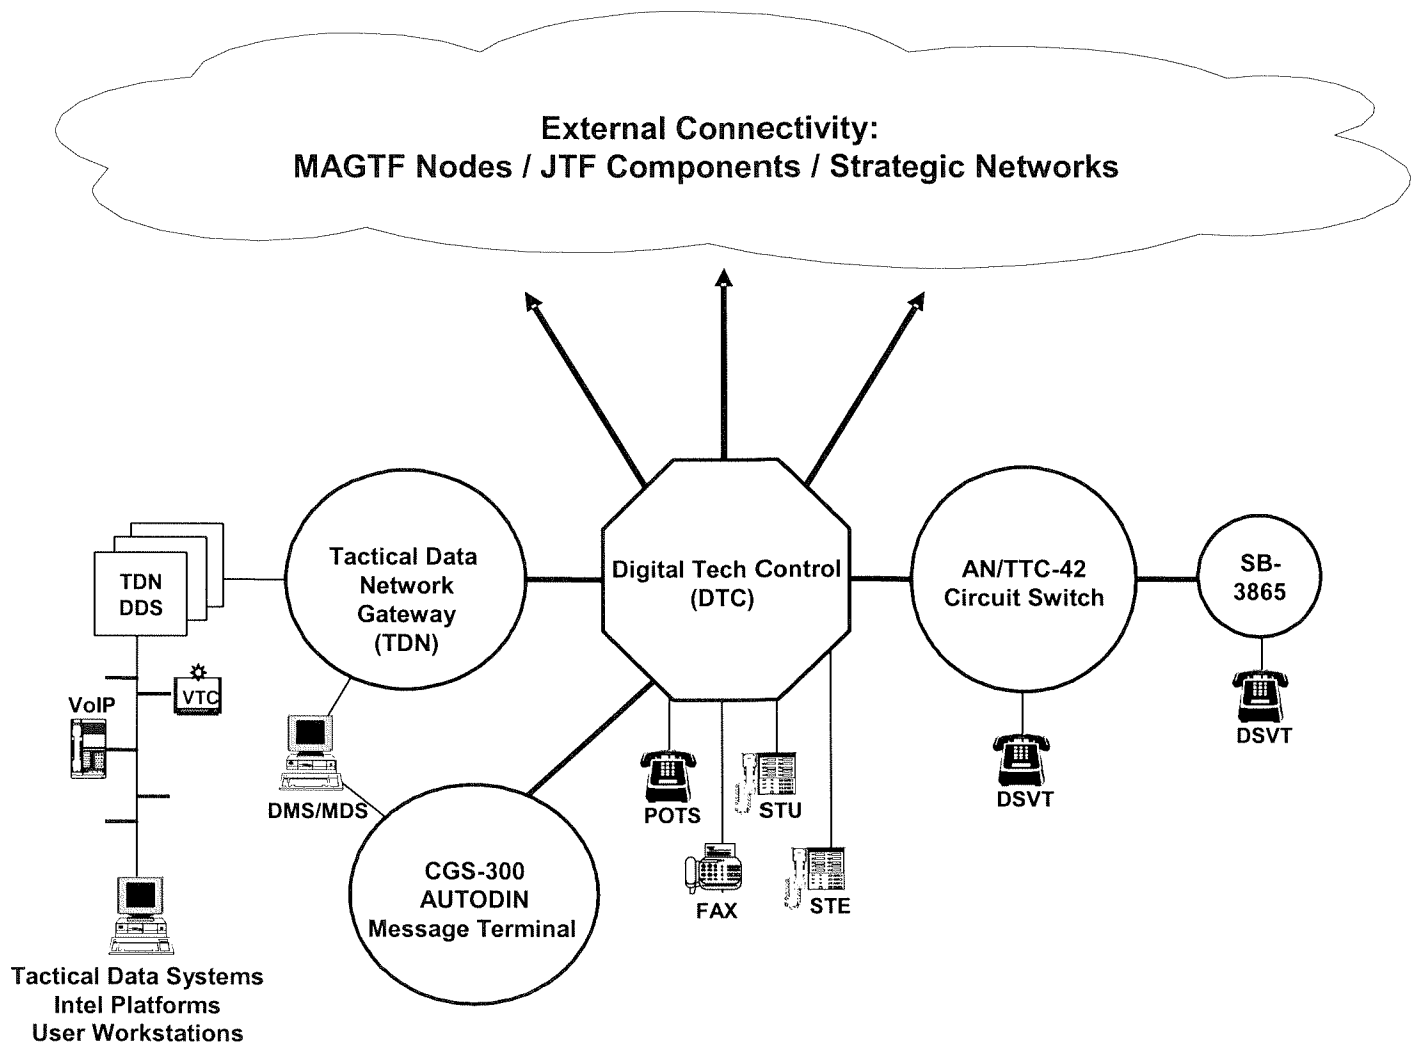 External Connectivity:
MAGTF Nodes / JTF Components / Strategic Networks
TDN
DDS
Tactical Data
Network
Gateway
(TDN)
Digital Tech Control
(DTC)
AN/TTC-42
Circuit Switch
SB-
3865
VoIP
VTC
DMS/MDS
POTS
STU
DSVT
DSVT
CGS-300
AUTODIN
Message Terminal
FAX
STE
Tactical Data Systems
Intel Platforms
User Workstations